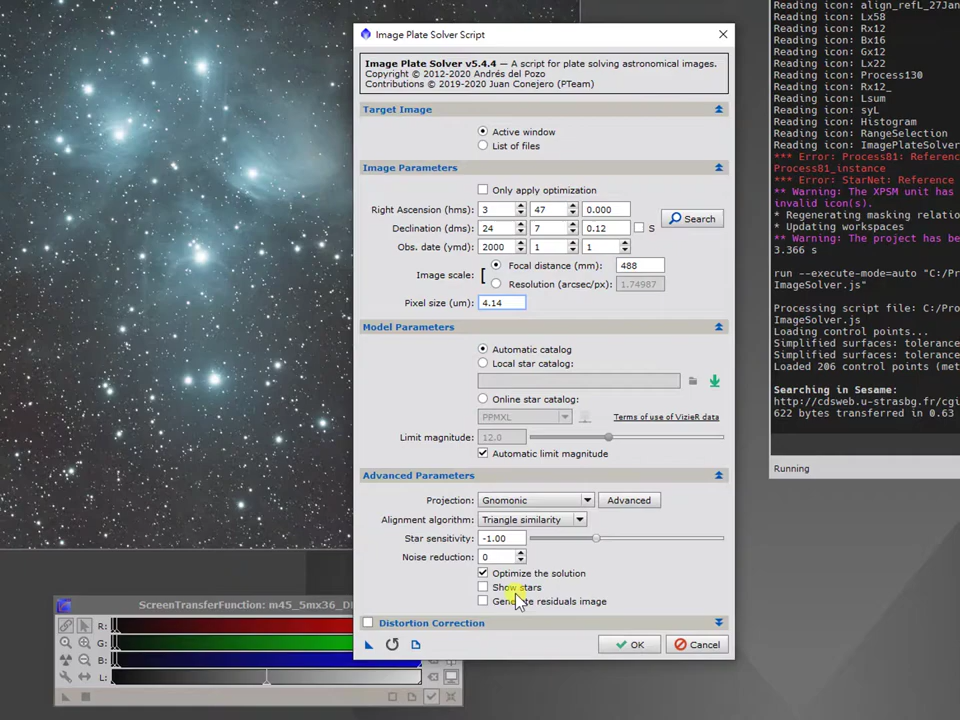 Image Plate Solver Script
Image Plate Solver v5.4.4 — A script for plate solving astronomical images.
Copyright © 2012-2020 Andrés del Pozo
Contributions © 2019-2020 Juan Conejero (PTeam)
Target Image
Active window
List of files
Image Parameters
Only apply optimization
Right Ascension (hms): 3 47 0.000
Search
Declination (dms): 24 7 0.12 S
Obs. date (ymd): 2000 1 1
Image scale: [ Focal distance (mm): 488
Resolution (arcsec/px): 1.74987
Pixel size (um): 4.14
Model Parameters
Automatic catalog
Local star catalog:
Online star catalog:
PPMXL Terms of use of VizieR data
Limit magnitude: 12.0
Automatic limit magnitude
Advanced Parameters
Projection: Gnomonic Advanced
Alignment algorithm: Triangle similarity
Star sensitivity: -1.00
Noise reduction: 0
Optimize the solution
Show stars
residuals image
Distortion Correction
OK Cancel
Reading icon: align_refL_27Jan
Reading icon: Lx58
Reading icon: Rx12
Reading icon: Bx16
Reading icon: Gx12
Reading icon: Lx22
Reading icon: Process130
Reading icon: Rx12_
Reading icon: Lsum
Reading icon: syL
Reading icon: Histogram
Reading icon: RangeSelection
Reading icon: ImagePlateSolver
*** Error: Process81: Referenc
Process81_instance
*** Error: StarNet: Reference
** Warning: The XPSM unit has
invalid icon(s).
* Regenerating masking relatio
* Updating workspaces
** Warning: The project has be
3.366 s
run --execute-mode=auto "C:/Pr
ImageSolver.js"
Processing script file: C:/Pro
ImageSolver.js
Loading control points...
Simplified surfaces: tolerance
Simplified surfaces: tolerance
Loaded 206 control points (met
Searching in Sesame:
http://cdsweb.u-strasbg.fr/cgi
622 bytes transferred in 0.63
Running
ScreenTransferFunction: m45_5mx36_D
R:
G:
B:
L: